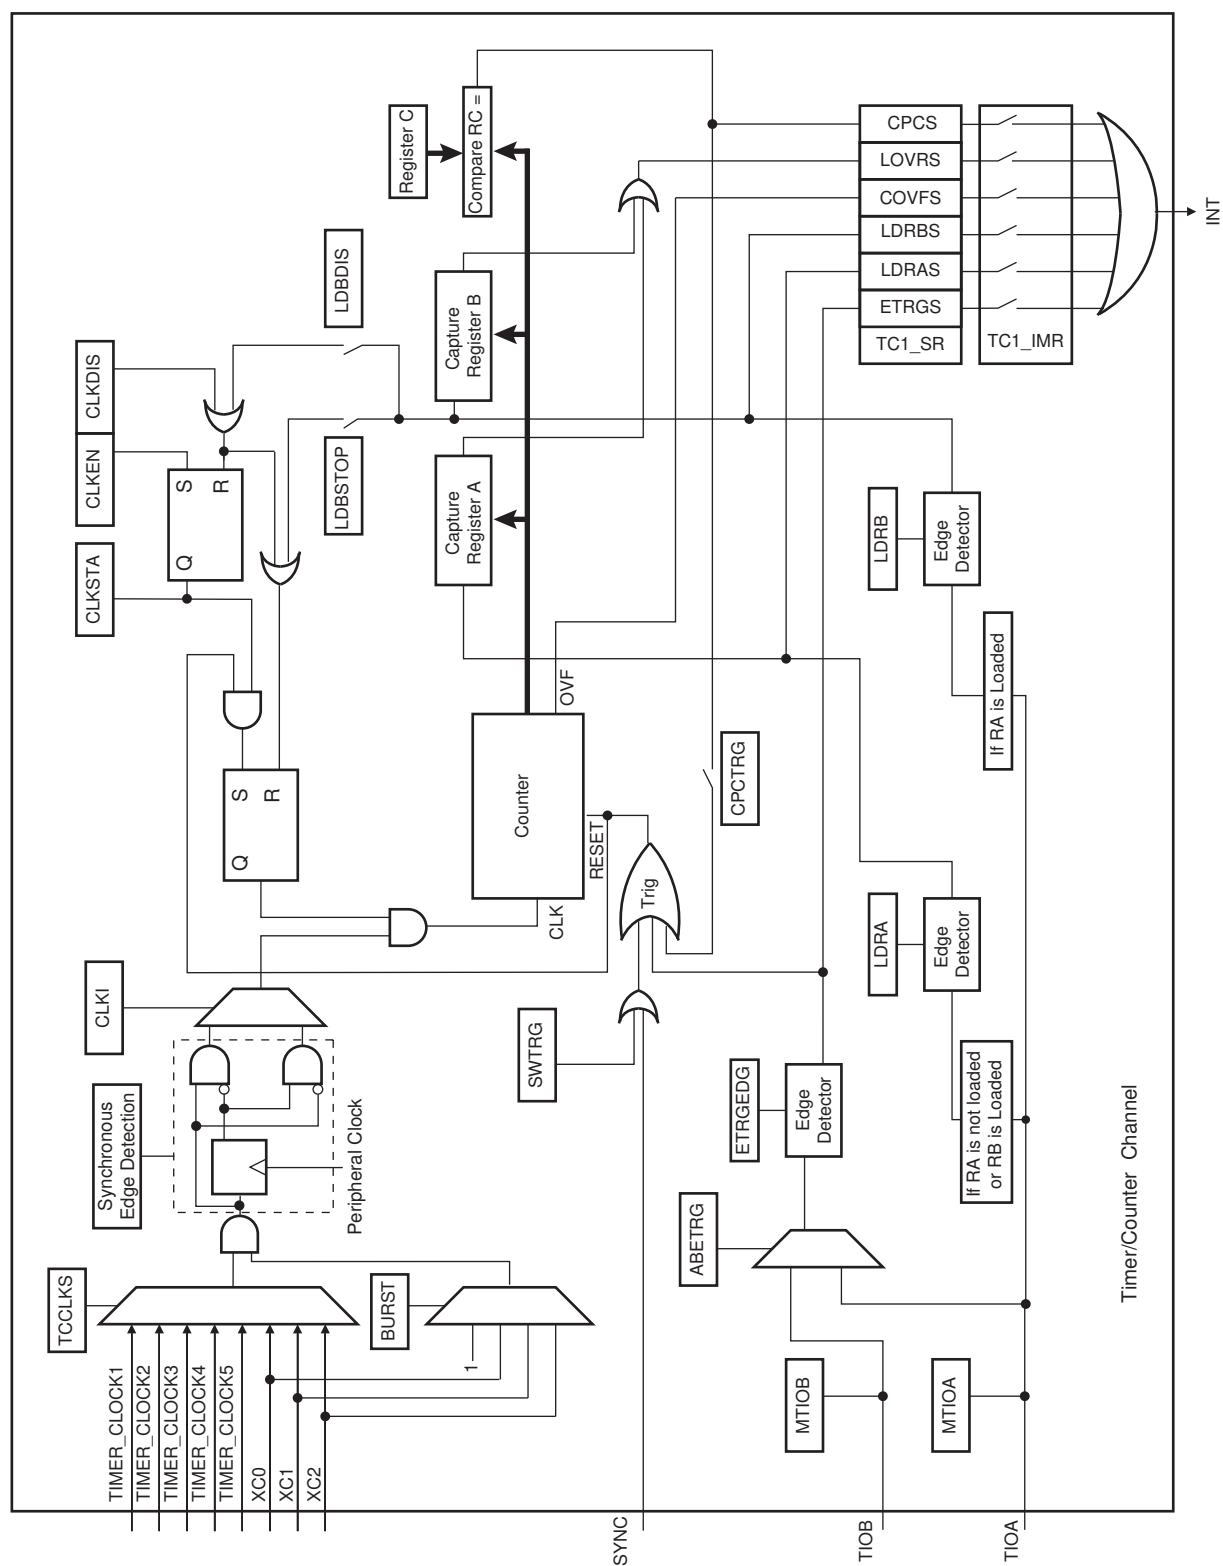 TCCLKS
TIMER_CLOCK1
TIMER_CLOCK2
TIMER_CLOCK3
TIMER_CLOCK4
TIMER_CLOCK5
XC0
XC1
XC2
Synchronous
Edge Detection
CLKI
Peripheral Clock
BURST
1
CLKSTA
CLKEN
CLKDIS
Q
S
R
Q
S
R
LDBSTOP
LDBDIS
SYNC
SWTRG
CLK
Counter
OVF
RESET
Trig
Capture
Register A
Capture
Register B
Register C
Compare RC =
CPCTRG
TIOB
MTIOB
ABETRG
ETRGEDG
Edge
Detector
TIOA
MTIOA
If RA is not loaded
or RB is Loaded
LDRA
Edge
Detector
If RA is Loaded
LDRB
Edge
Detector
CPCS
LOVRS
COVFS
LDRBS
LDRAS
ETRGS
TC1_SR
TC1_IMR
INT
Timer/Counter Channel